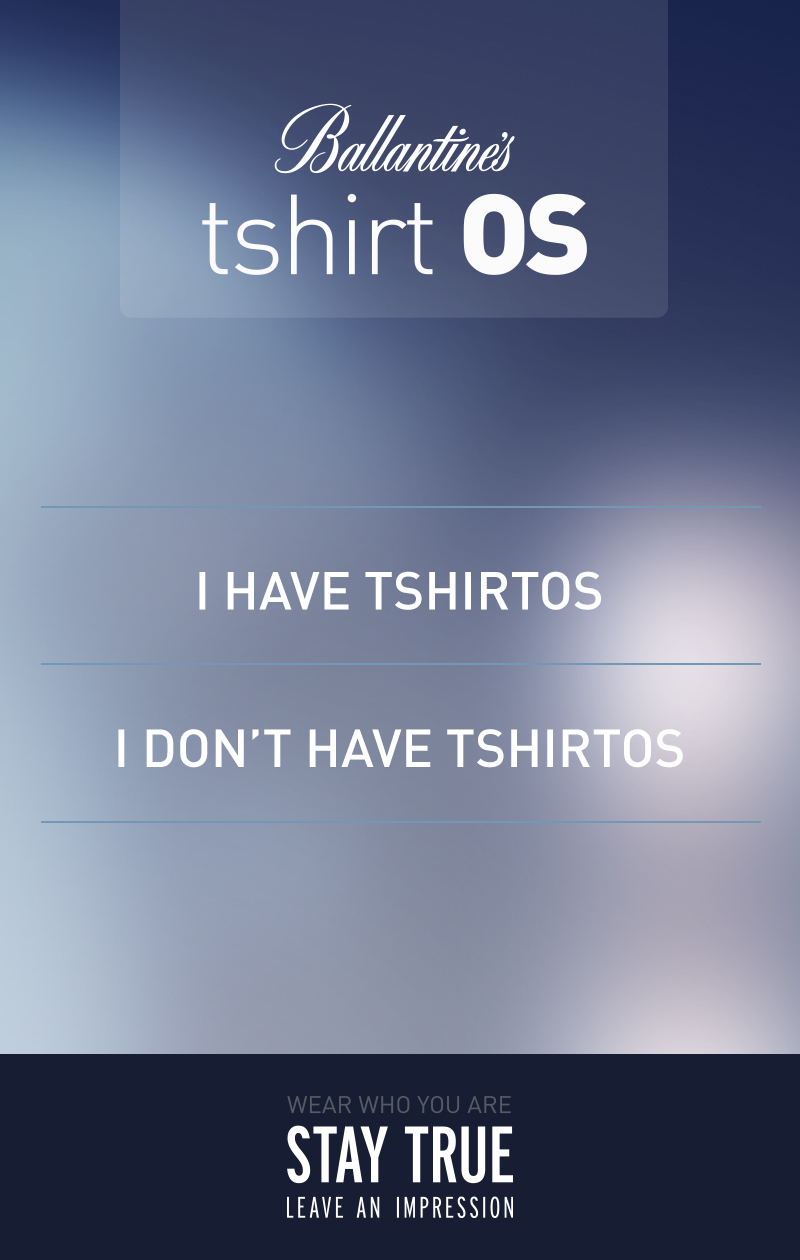 Ballantine's
tshirt OS
I HAVE TSHIRTOS
I DON’T HAVE TSHIRTOS
WEAR WHO YOU ARE
STAY TRUE
LEAVE AN IMPRESSION